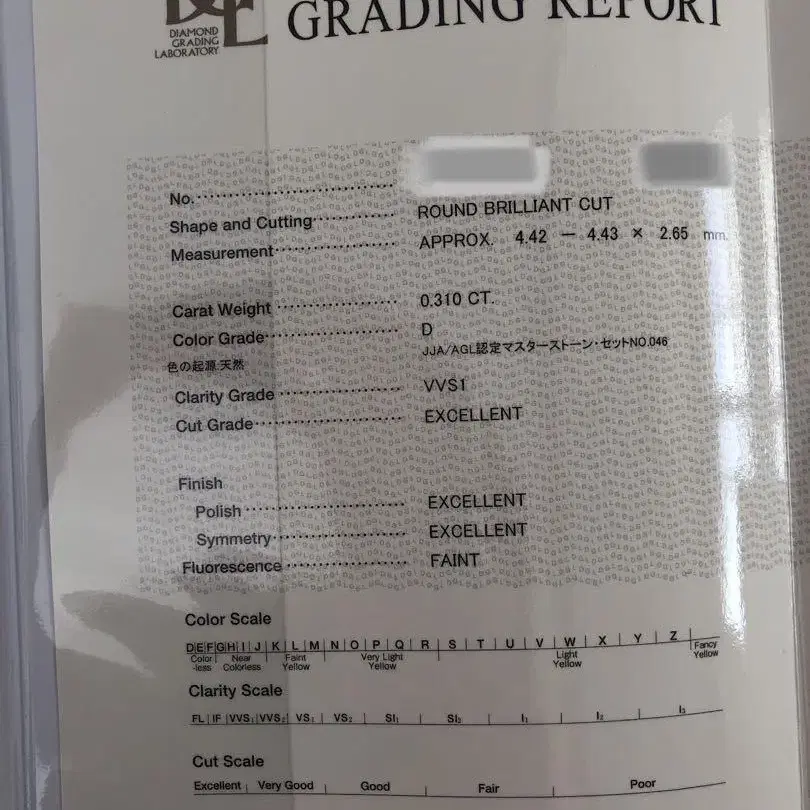 DIAMOND
GRADING
LABORATORY
GRADING REPORT
No.
Shape and Cutting ROUND BRILLIANT CUT
Measurement APPROX. 4.42 — 4.43 × 2.65 mm.
Carat Weight 0.310 CT.
Color Grade D
JJA/AGL認定マスターストーン・セットNO.046
色の起源:天然
Clarity Grade VVS1
Cut Grade EXCELLENT
Finish
Polish EXCELLENT
Symmetry EXCELLENT
Fluorescence FAINT
Color Scale
D E F G H I J K L M N O P Q R S T U V W X Y Z Fancy Yellow
Color-less Near Colorless Faint Yellow Very Light Yellow Light Yellow
Clarity Scale
FL IF VVS1 VVS2 VS1 VS2 SI1 SI2 I1 I2 I3
Cut Scale
Excellent Very Good Good Fair Poor